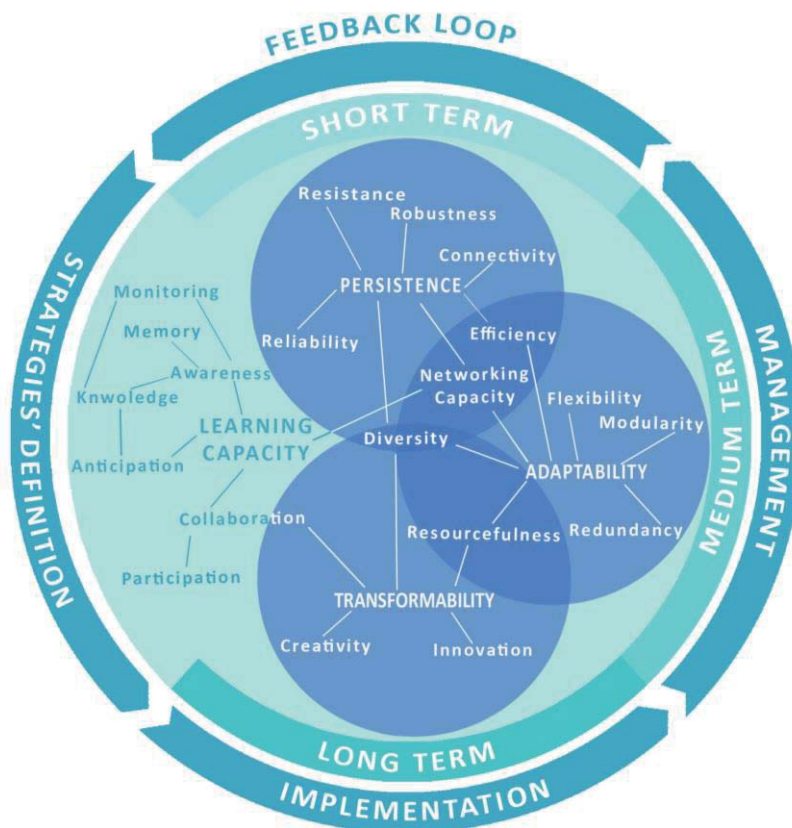 FEEDBACK LOOP
SHORT TERM
Resistance
Robustness
Connectivity
PERSISTENCE
Monitoring
Efficiency
Memory
Reliability
Awareness
Networking
Capacity
Flexibility
Knwoledge
Modularity
LEARNING
CAPACITY
Diversity
Anticipation
ADAPTABILITY
Collaboration
Resourcefulness
Redundancy
Participation
TRANSFORMABILITY
Creativity
Innovation
STRATEGIES' DEFINITION
MEDIUM TERM
MANAGEMENT
LONG TERM
IMPLEMENTATION